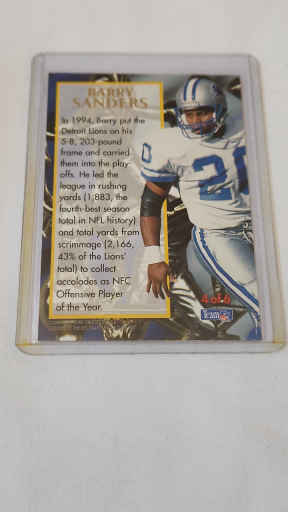 BARRY
SANDERS
In 1994, Barry put the
Detroit Lions on his
5-8, 203-pound
frame and carried
them into the play-
offs. He led the
league in rushing
yards (1,883, the
fourth-best season
total in NFL history)
and total yards from
scrimmage (2,166,
43% of the Lions'
total) to collect
accolades as NFC
Offensive Player
of the Year.
20
4 of 6
Team NFL